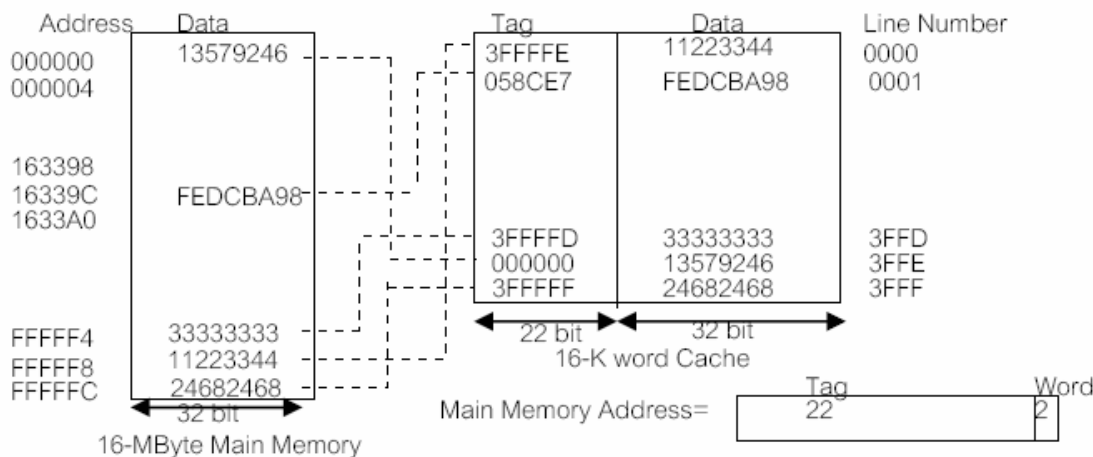 Address Data Tag Data Line Number
000000 13579246 3FFFFE 11223344 0000
000004 058CE7 FEDCBA98 0001
163398
16339C FEDCBA98
1633A0
3FFFFD 33333333 3FFD
000000 13579246 3FFE
3FFFFF 24682468 3FFF
FFFFF4 33333333 22 bit 32 bit
FFFFF8 11223344 16-K word Cache
FFFFFC 24682468
32 bit
Tag Word
Main Memory Address= 22 2
16-MByte Main Memory